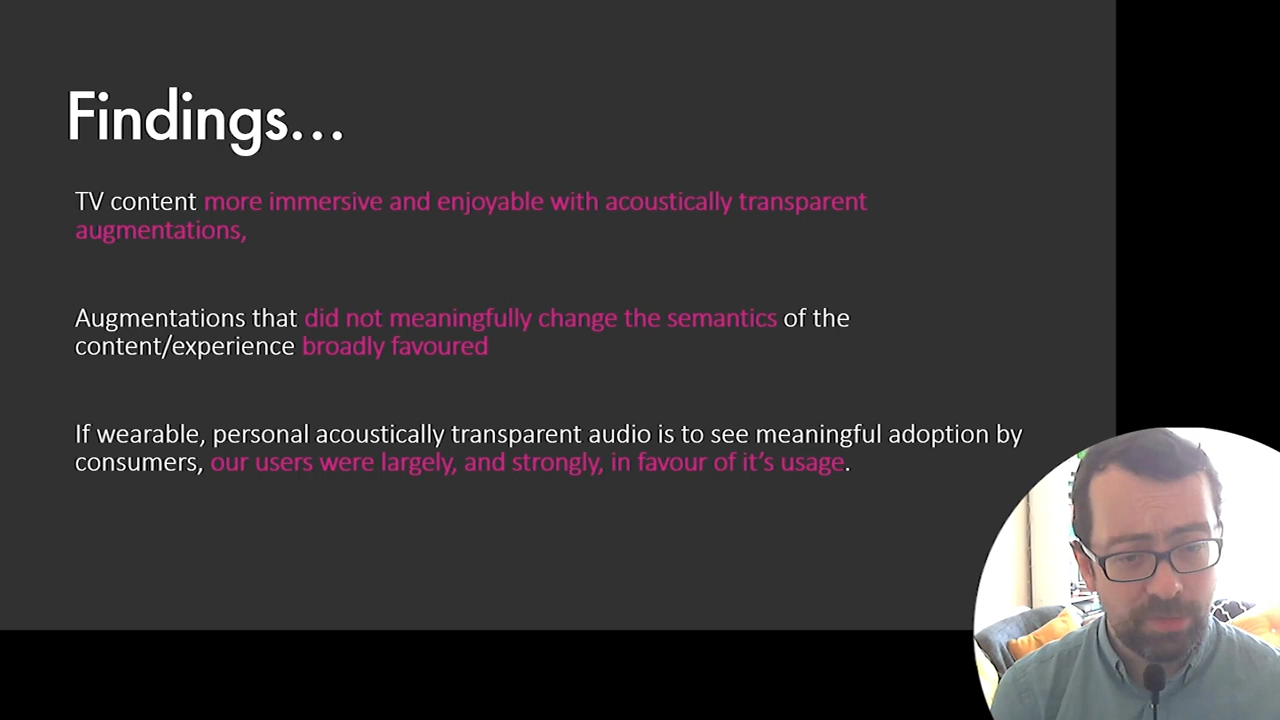 Findings...
TV content more immersive and enjoyable with acoustically transparent
augmentations,
Augmentations that did not meaningfully change the semantics of the
content/experience broadly favoured
If wearable, personal acoustically transparent audio is to see meaningful adoption by
consumers, our users were largely, and strongly, in favour of it’s usage.